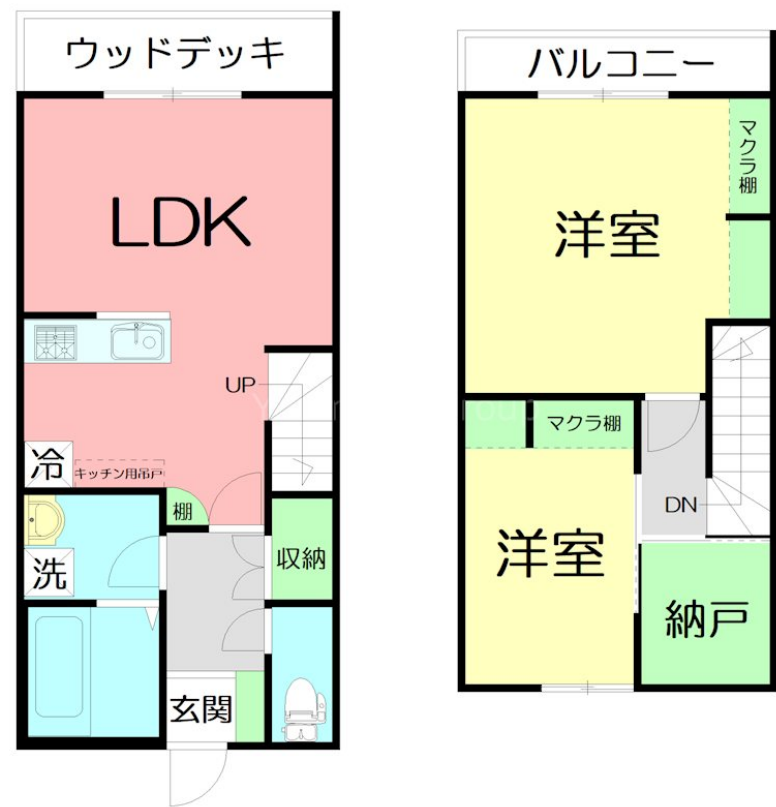 ウッドデッキ
LDK
UP
冷
キッチン用吊戸
棚
洗
収納
玄関
バルコニー
マクラ棚
洋室
マクラ棚
DN
洋室
納戸